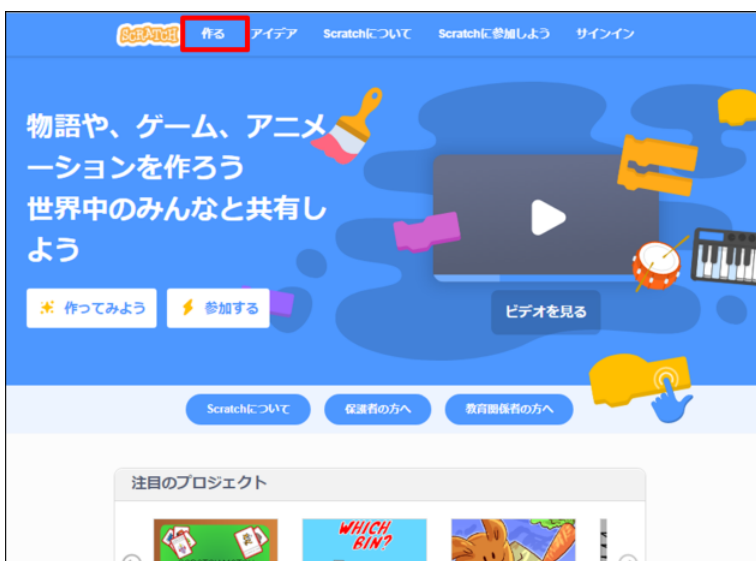 SCRATCH 作る アイデア Scratchについて Scratchに参加しよう サインイン
物語や、ゲーム、アニメ
ーションを作ろう
世界中のみんなと共有し
よう
作ってみよう 参加する
ビデオを見る
Scratchについて 保護者の方へ 教育関係者の方へ
注目のプロジェクト
WHICH
BIN?